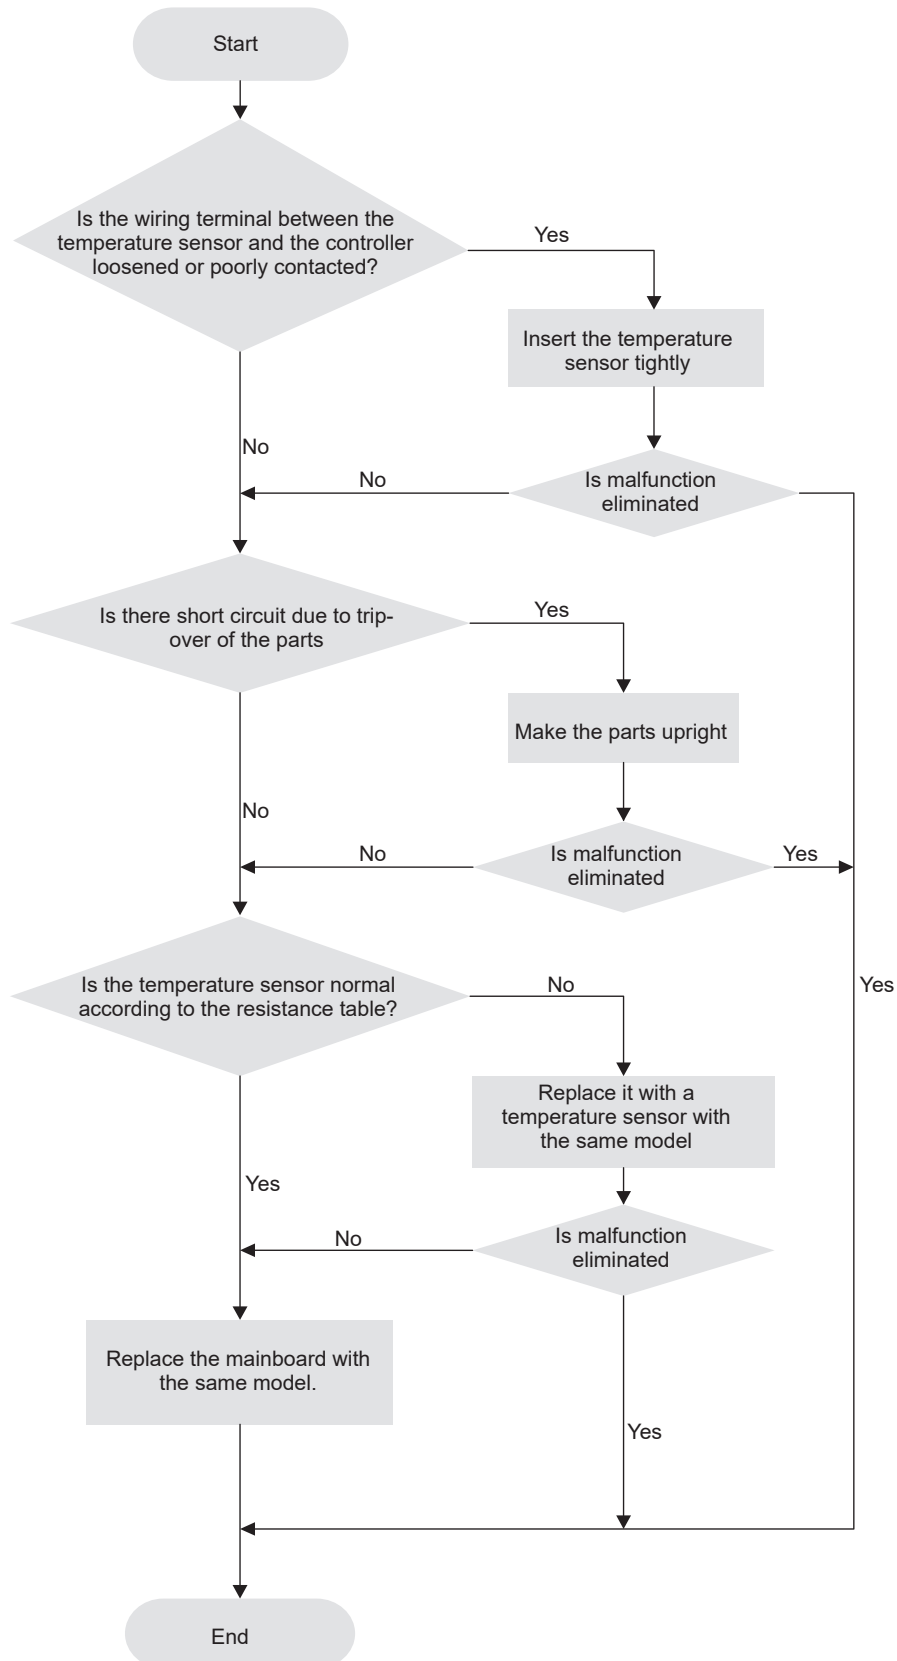 Start
Is the wiring terminal between the
temperature sensor and the controller
loosened or poorly contacted?
Yes
Insert the temperature
sensor tightly
No
No
Is malfunction
eliminated
Is there short circuit due to trip-
over of the parts
Yes
Make the parts upright
No
No
Is malfunction
eliminated
Yes
Is the temperature sensor normal
according to the resistance table?
No
Yes
Replace it with a
temperature sensor with
the same model
Yes
No
Is malfunction
eliminated
Replace the mainboard with
the same model.
Yes
End